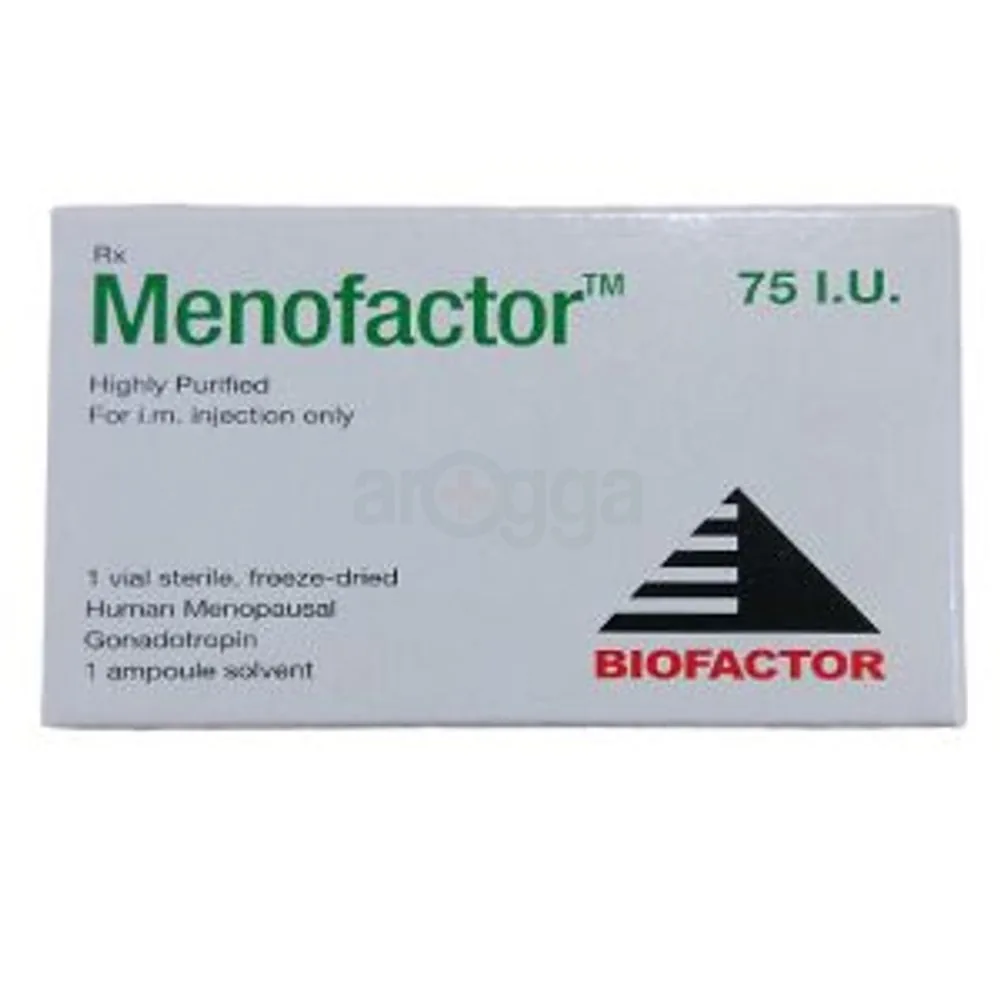 Rx
Menofactor™
75 I.U.
Highly Purified
For i.m. injection only
arogga
1 vial sterile, freeze-dried
Human Menopausal
Gonadotropin
1 ampoule solvent
BIOFACTOR